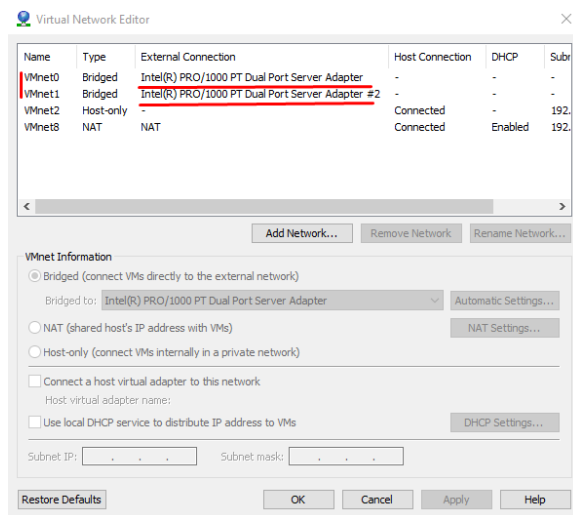 Virtual Network Editor
Name Type External Connection Host Connection DHCP Subr
VMnet0 Bridged Intel(R) PRO/1000 PT Dual Port Server Adapter - - -
VMnet1 Bridged Intel(R) PRO/1000 PT Dual Port Server Adapter #2 - - -
VMnet2 Host-only - Connected - 192.
VMnet8 NAT NAT Connected Enabled 192.
Add Network... Remove Network Rename Network...
VMnet Information
Bridged (connect VMs directly to the external network)
Bridged to: Intel(R) PRO/1000 PT Dual Port Server Adapter Automatic Settings...
NAT (shared host's IP address with VMs) NAT Settings...
Host-only (connect VMs internally in a private network)
Connect a host virtual adapter to this network
Host virtual adapter name:
Use local DHCP service to distribute IP address to VMs DHCP Settings...
Subnet IP: . . . Subnet mask: . . .
Restore Defaults OK Cancel Apply Help